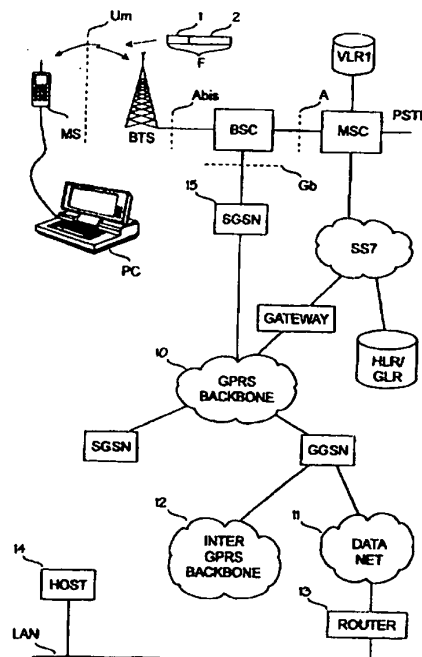 Um
1
2
F
VLR1
Abis
A
MS
BTS
BSC
MSC
PSTN
Gb
15
SGSN
PC
SS7
GATEWAY
10
GPRS
BACKBONE
HLR/
GLR
SGSN
GGSN
12
INTER
GPRS
BACKBONE
11
DATA
NET
14
HOST
13
ROUTER
LAN